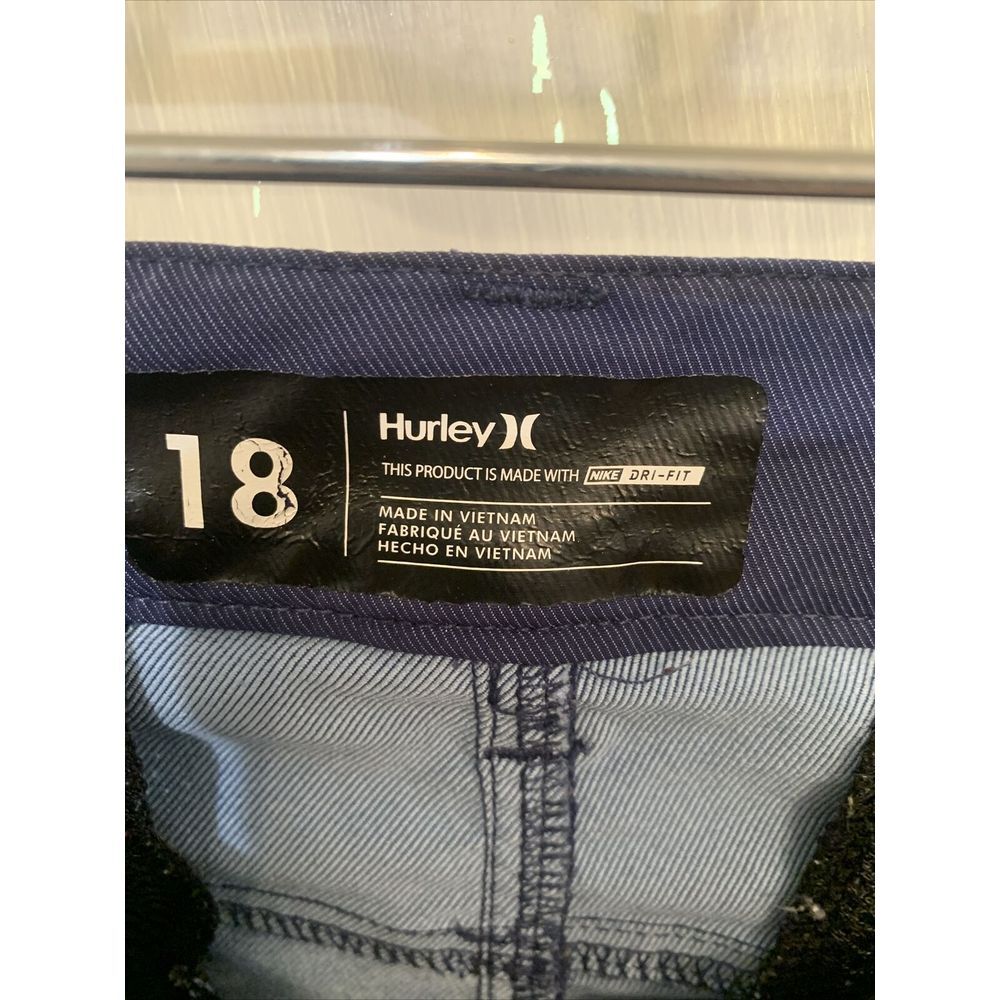 18
Hurley
THIS PRODUCT IS MADE WITH NIKE DRI-FIT
MADE IN VIETNAM
FABRIQUÉ AU VIETNAM
HECHO EN VIETNAM